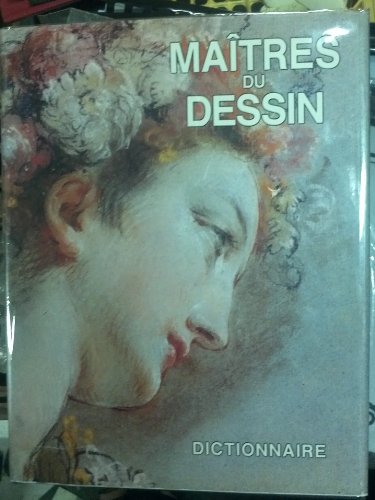 MAÎTRES
DU
DESSIN
DICTIONNAIRE